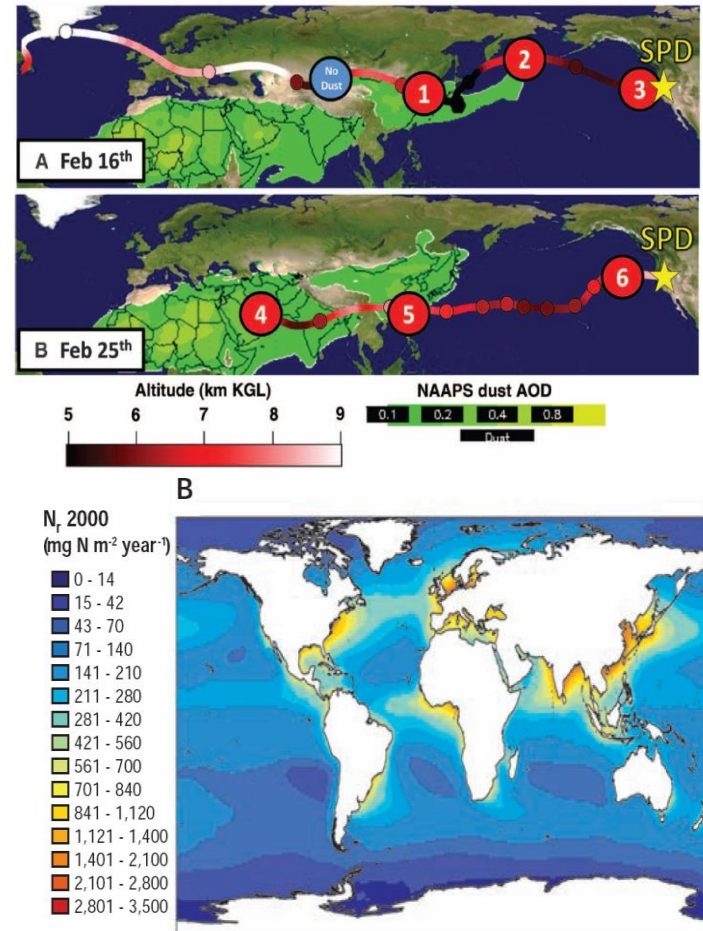 SPD
No
Dust
1
2
3
A Feb 16th
SPD
4
5
6
B Feb 25th
Altitude (km KGL)
5 6 7 8 9
NAAPS dust AOD
0.1 0.2 0.4 0.8
Dust
B
Nr 2000
(mg N m-2 year-1)
0 - 14
15 - 42
43 - 70
71 - 140
141 - 210
211 - 280
281 - 420
421 - 560
561 - 700
701 - 840
841 - 1,120
1,121 - 1,400
1,401 - 2,100
2,101 - 2,800
2,801 - 3,500